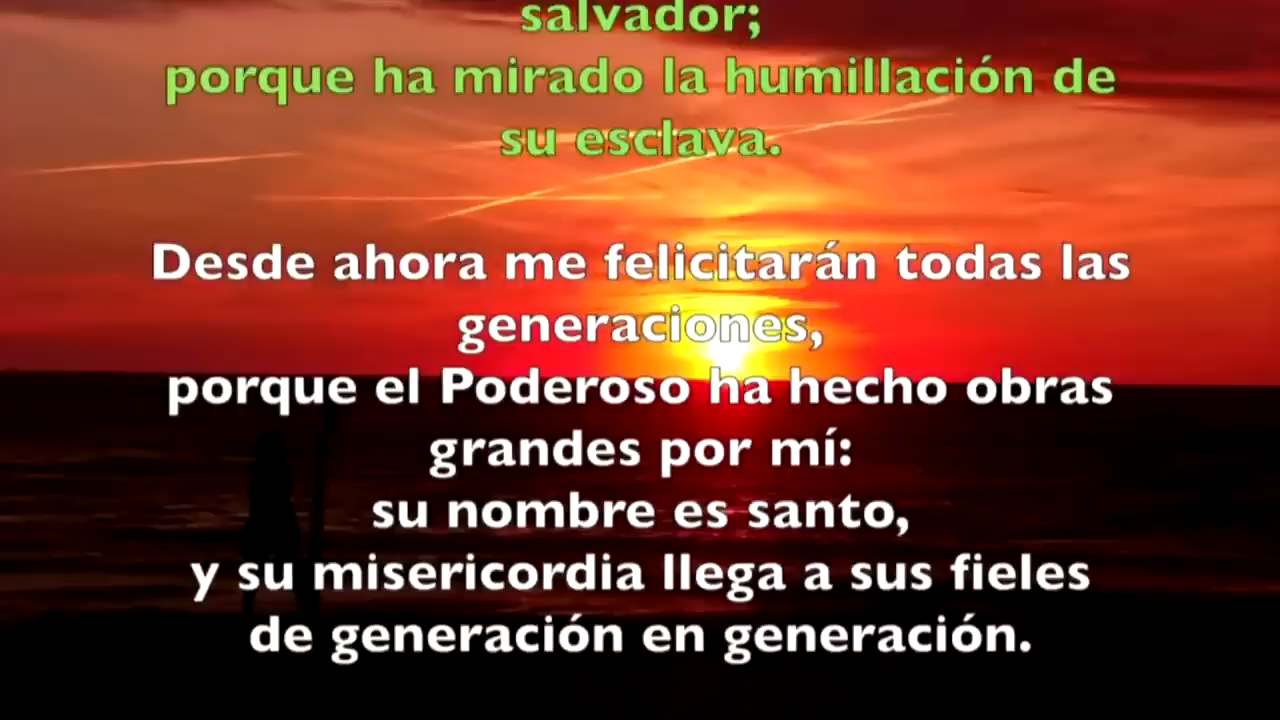 salvador;
porque ha mirado la humillación de
su esclava.
Desde ahora me felicitarán todas las
generaciones,
porque el Poderoso ha hecho obras
grandes por mí:
su nombre es santo,
y su misericordia llega a sus fieles
de generación en generación.